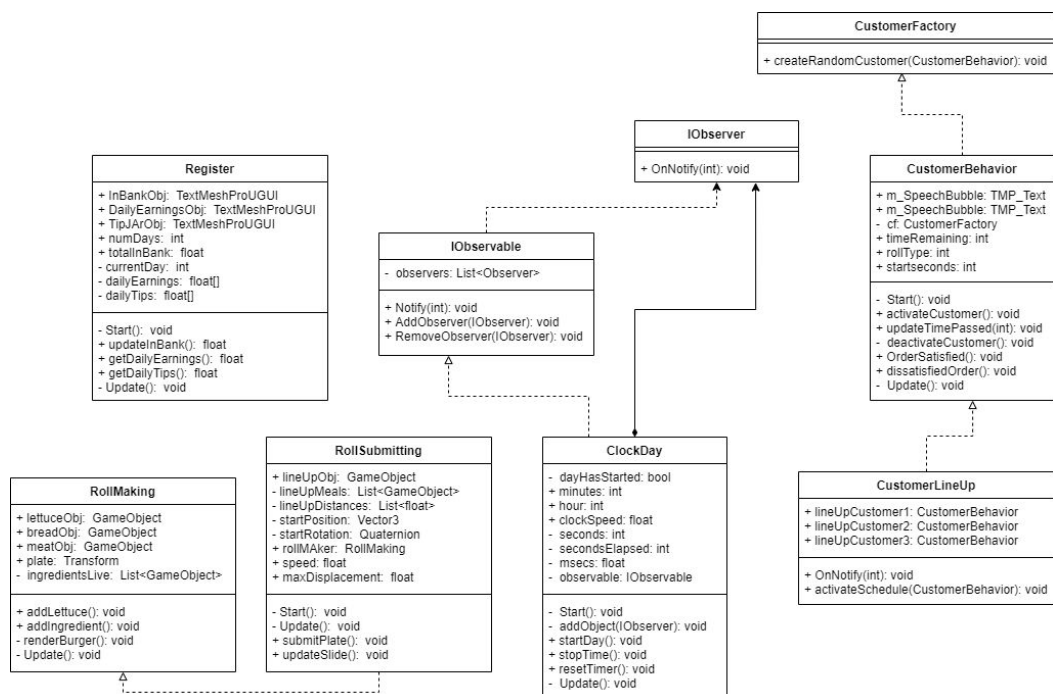 CustomerFactory
+ createRandomCustomer(CustomerBehavior): void
IObserver
+ OnNotify(int): void
Register
+ InBankObj: TextMeshProUGUI
+ DailyEarningsObj: TextMeshProUGUI
+ TipJArObj: TextMeshProUGUI
+ numDays: int
+ totalInBank: float
- currentDay: int
- dailyEarnings: float[]
- dailyTips: float[]
- Start(): void
+ updateInBank(): float
+ getDailyEarnings(): float
+ getDailyTips(): float
- Update(): void
IObservable
- observers: List<Observer>
+ Notify(int): void
+ AddObserver(IObserver): void
+ RemoveObserver(IObserver): void
CustomerBehavior
+ m_SpeechBubble: TMP_Text
+ m_SpeechBubble: TMP_Text
- cf: CustomerFactory
+ timeRemaining: int
+ rollType: int
+ startseconds: int
- Start(): void
+ activateCustomer(): void
+ updateTimePassed(int): void
- deactivateCustomer(): void
+ OrderSatisfied(): void
+ dissatisfiedOrder(): void
- Update(): void
RollMaking
+ lettuceObj: GameObject
+ breadObj: GameObject
+ meatObj: GameObject
+ plate: Transform
- ingredientsLive: List<GameObject>
+ addLettuce(): void
+ addIngredient(): void
- renderBurger(): void
- Update(): void
RollSubmitting
+ lineUpObj: GameObject
- lineUpMeals: List<GameObject>
- lineUpDistances: List<float>
- startPosition: Vector3
- startRotation: Quaternion
+ rollMAker: RollMaking
+ speed: float
+ maxDisplacement: float
- Start(): void
- Update(): void
+ submitPlate(): void
+ updateSlide(): void
ClockDay
- dayHasStarted: bool
+ minutes: int
+ hour: int
+ clockSpeed: float
- seconds: int
- secondsElapsed: int
- msecs: float
- observable: IObservable
- Start(): void
- addObject(IObserver): void
+ startDay(): void
+ stopTime(): void
+ resetTimer(): void
- Update(): void
CustomerLineUp
+ lineUpCustomer1: CustomerBehavior
+ lineUpCustomer2: CustomerBehavior
+ lineUpCustomer3: CustomerBehavior
+ OnNotify(int): void
+ activateSchedule(CustomerBehavior): void